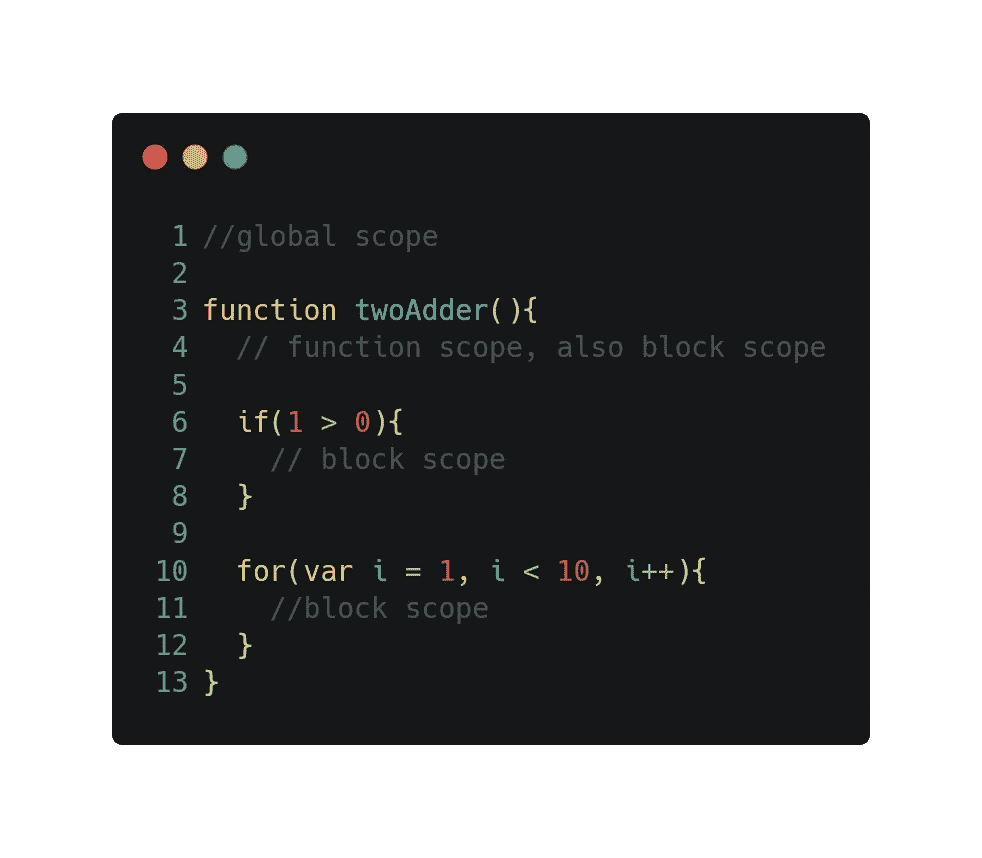 1 //global scope
2
3 function twoAdder(){
4   // function scope, also block scope
5
6   if(1 > 0){
7     // block scope
8   }
9
10   for(var i = 1, i < 10, i++){
11     //block scope
12   }
13 }